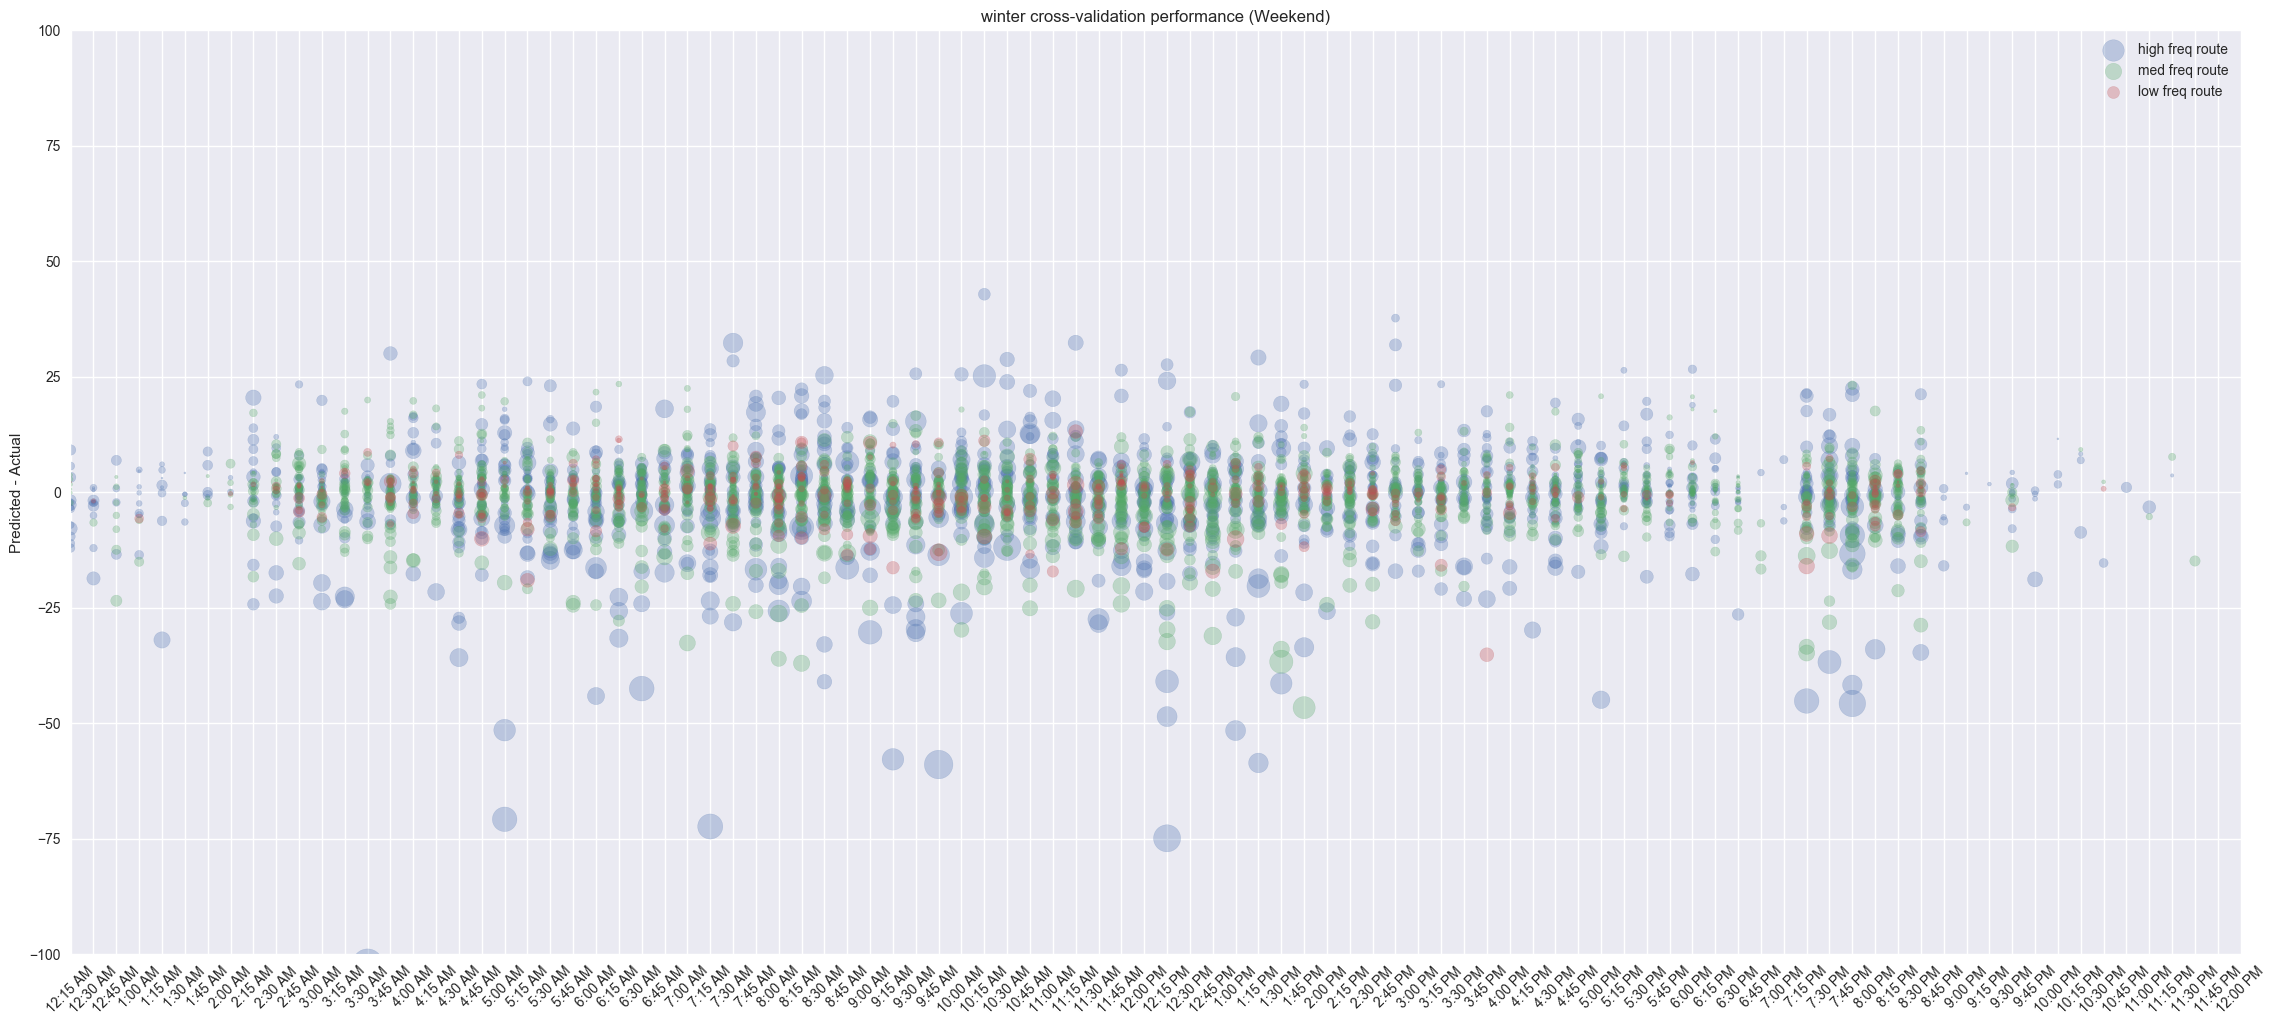 winter cross-validation performance (Weekend)
100
75
50
25
0
−25
−50
−75
−100
Predicted - Actual
high freq route
med freq route
low freq route
12:15 AM
12:30 AM
12:45 AM
1:00 AM
1:15 AM
1:30 AM
1:45 AM
2:00 AM
2:15 AM
2:30 AM
2:45 AM
3:00 AM
3:15 AM
3:30 AM
3:45 AM
4:00 AM
4:15 AM
4:30 AM
4:45 AM
5:00 AM
5:15 AM
5:30 AM
5:45 AM
6:00 AM
6:15 AM
6:30 AM
6:45 AM
7:00 AM
7:15 AM
7:30 AM
7:45 AM
8:00 AM
8:15 AM
8:30 AM
8:45 AM
9:00 AM
9:15 AM
9:30 AM
9:45 AM
10:00 AM
10:15 AM
10:30 AM
10:45 AM
11:00 AM
11:15 AM
11:30 AM
11:45 AM
12:00 PM
12:15 PM
12:30 PM
12:45 PM
1:00 PM
1:15 PM
1:30 PM
1:45 PM
2:00 PM
2:15 PM
2:30 PM
2:45 PM
3:00 PM
3:15 PM
3:30 PM
3:45 PM
4:00 PM
4:15 PM
4:30 PM
4:45 PM
5:00 PM
5:15 PM
5:30 PM
5:45 PM
6:00 PM
6:15 PM
6:30 PM
6:45 PM
7:00 PM
7:15 PM
7:30 PM
7:45 PM
8:00 PM
8:15 PM
8:30 PM
8:45 PM
9:00 PM
9:15 PM
9:30 PM
9:45 PM
10:00 PM
10:15 PM
10:30 PM
10:45 PM
11:00 PM
11:15 PM
11:30 PM
11:45 PM
12:00 PM